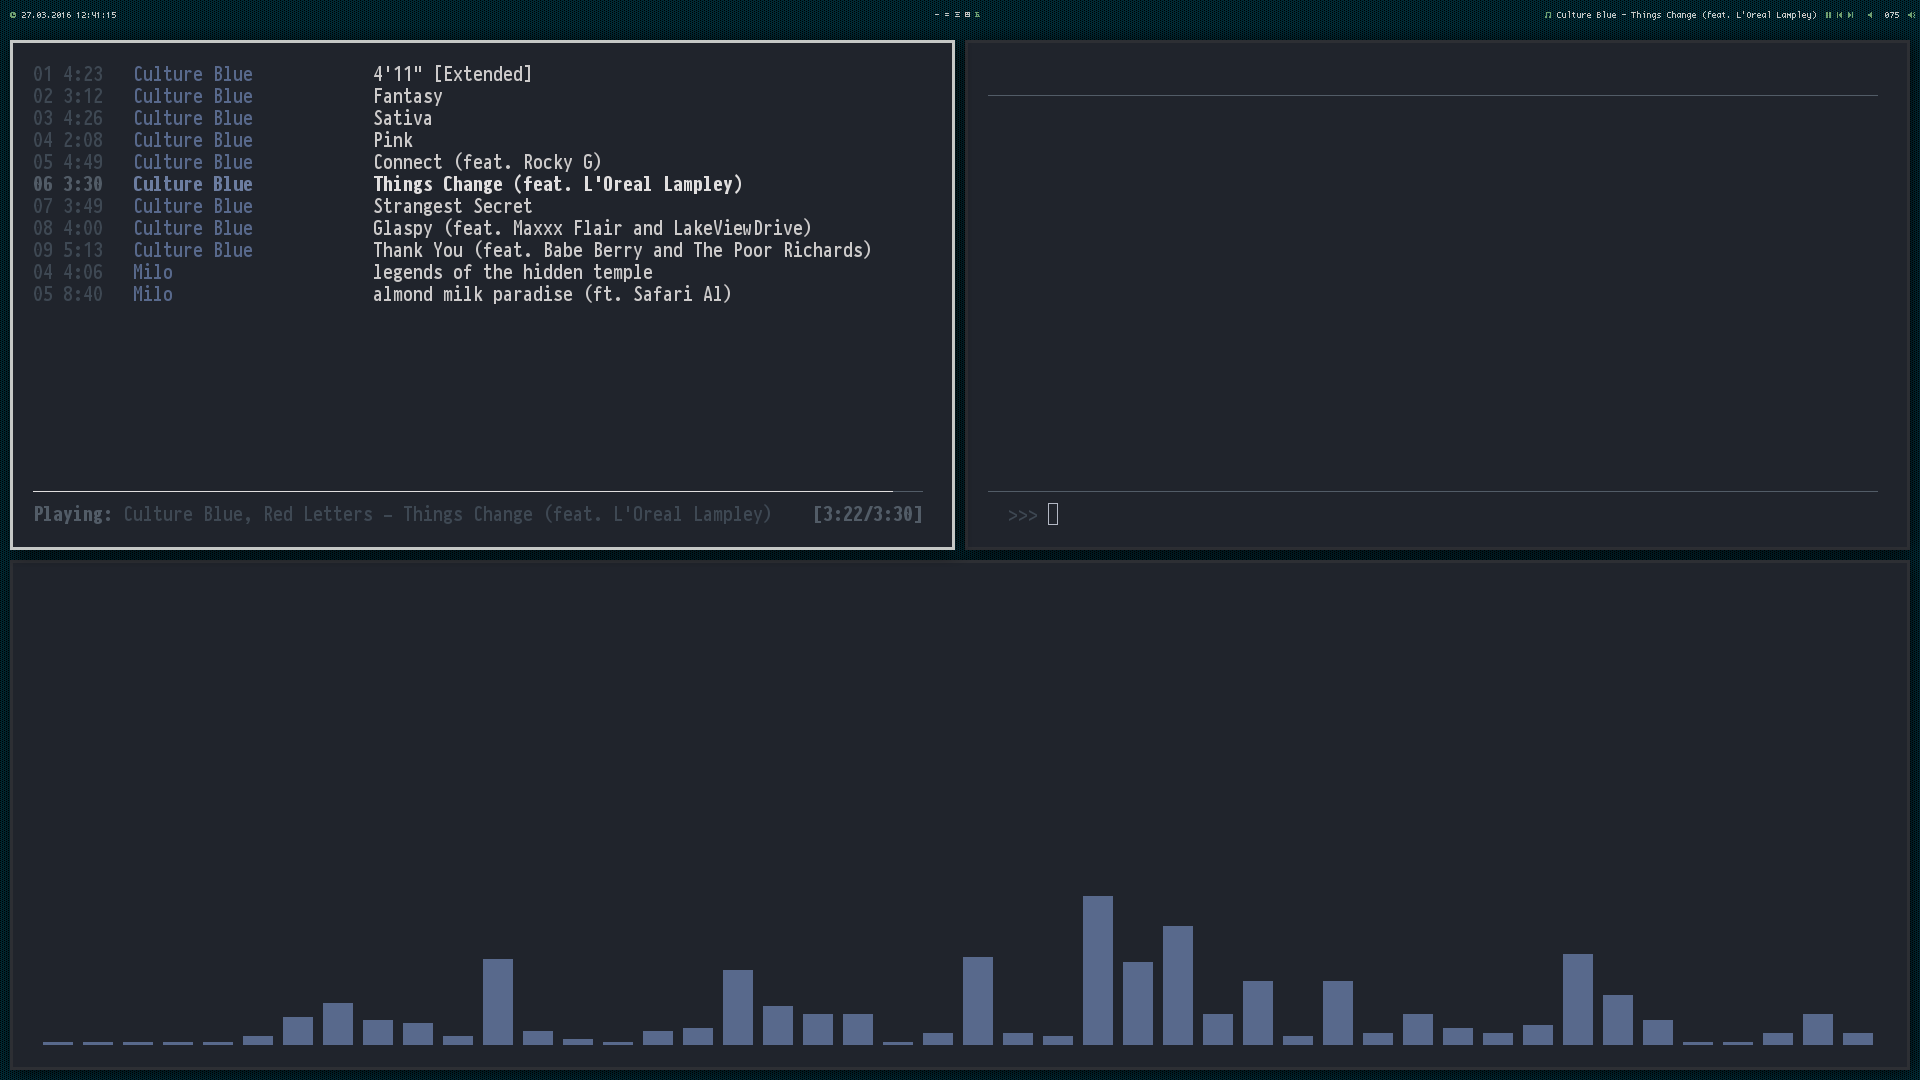 27.03.2016 12:41:15
Culture Blue - Things Change (feat. L'Oreal Lampley)
075
01 4:23 Culture Blue 4'11" [Extended]
02 3:12 Culture Blue Fantasy
03 4:26 Culture Blue Sativa
04 2:08 Culture Blue Pink
05 4:49 Culture Blue Connect (feat. Rocky G)
06 3:30 Culture Blue Things Change (feat. L'Oreal Lampley)
07 3:49 Culture Blue Strangest Secret
08 4:00 Culture Blue Glaspy (feat. Maxxx Flair and LakeViewDrive)
09 5:13 Culture Blue Thank You (feat. Babe Berry and The Poor Richards)
04 4:06 Milo legends of the hidden temple
05 8:40 Milo almond milk paradise (ft. Safari Al)
Playing: Culture Blue, Red Letters – Things Change (feat. L'Oreal Lampley) [3:22/3:30]
>>>